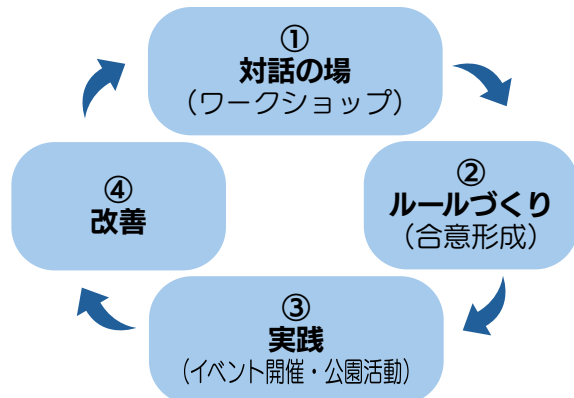 ①
対話の場
（ワークショップ）
②
ルールづくり
（合意形成）
③
実践
（イベント開催・公園活動）
④
改善